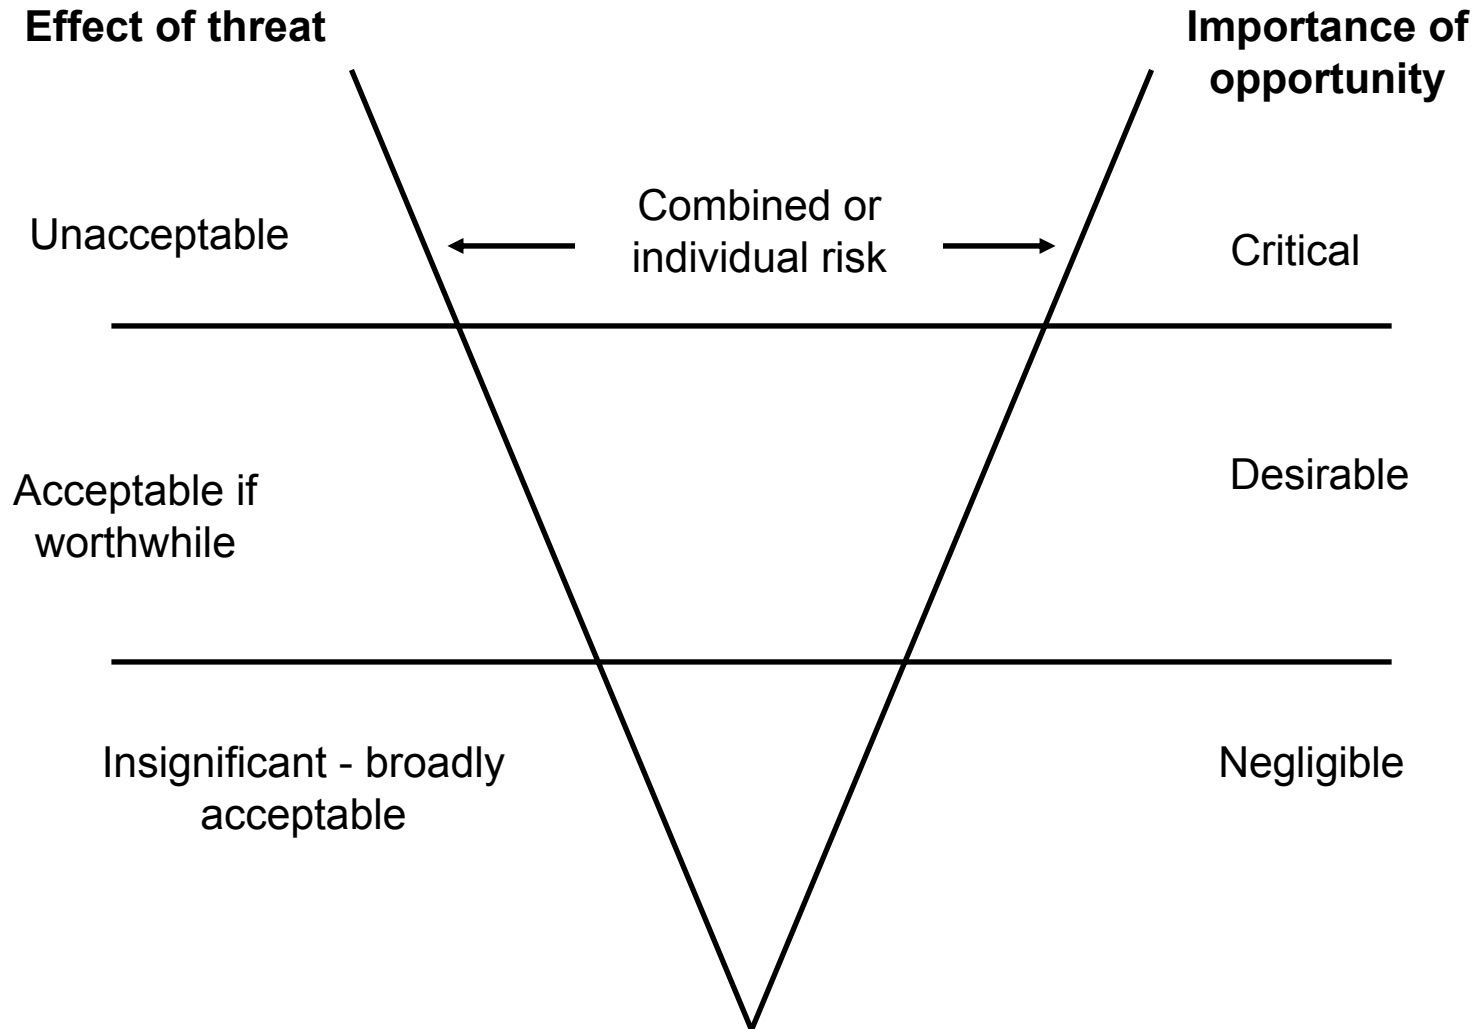 Effect of threat
Importance of
opportunity
Unacceptable
Combined or
individual risk
Critical
Acceptable if
worthwhile
Desirable
Insignificant - broadly
acceptable
Negligible